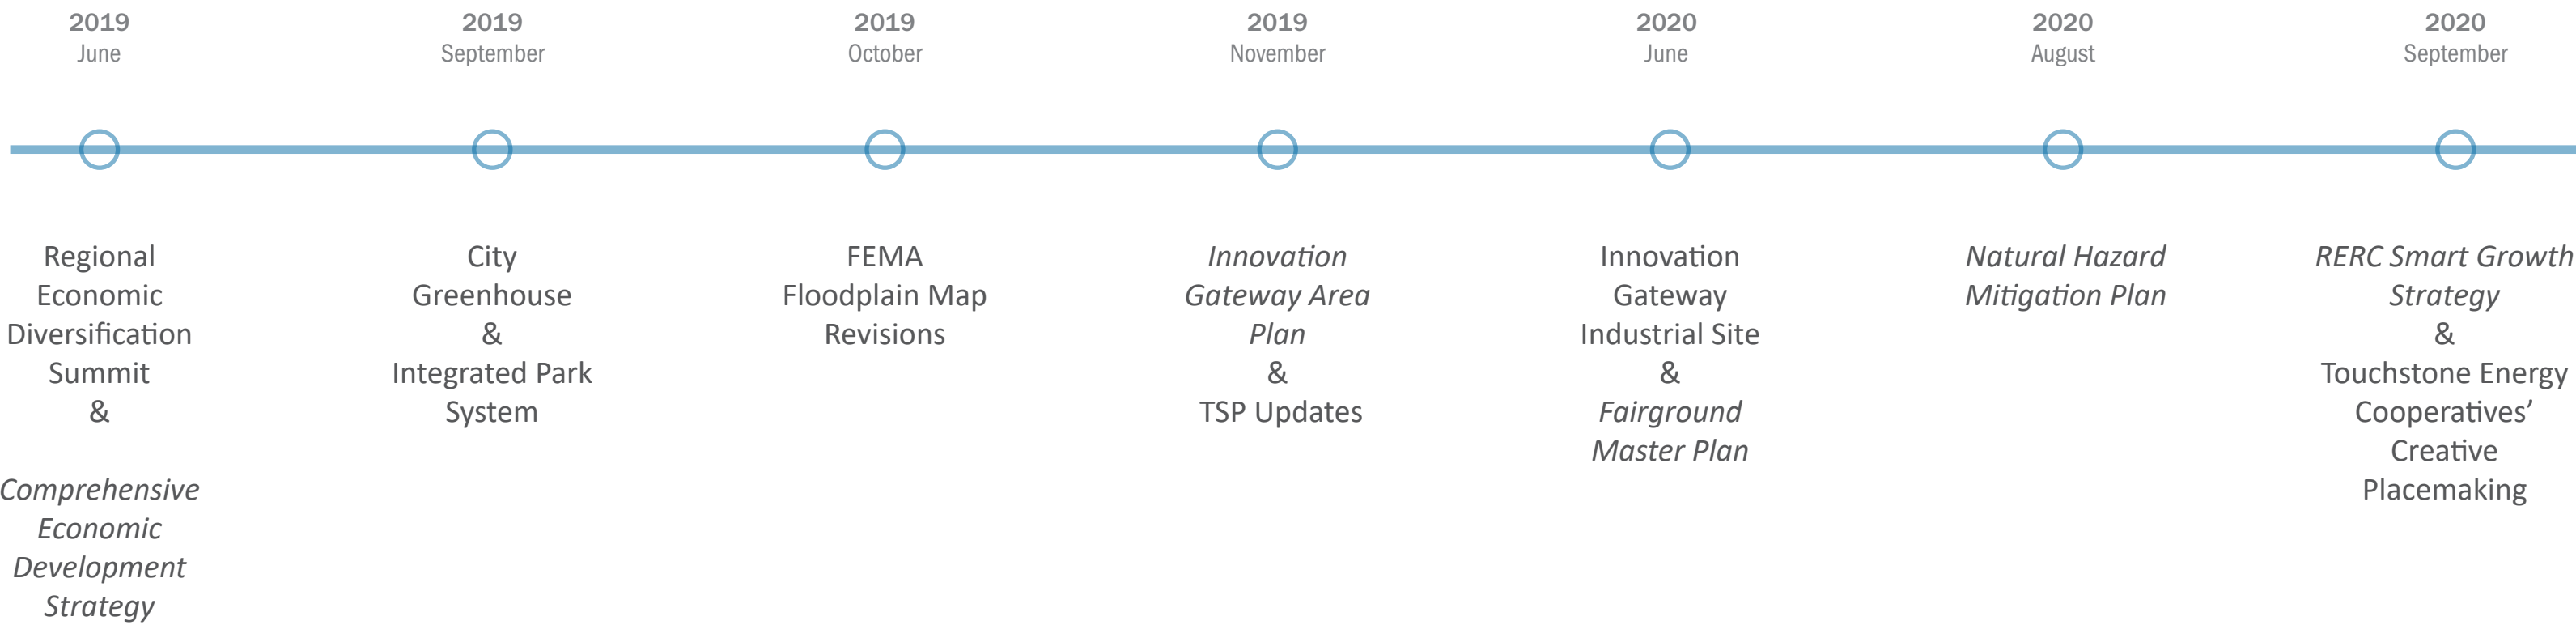 2019
June
2019
September
2019
October
2019
November
2020
June
2020
August
2020
September
Regional
Economic
Diversification
Summit
&
Comprehensive
Economic
Development
Strategy
City
Greenhouse
&
Integrated Park
System
FEMA
Floodplain Map
Revisions
Innovation
Gateway Area
Plan
&
TSP Updates
Innovation
Gateway
Industrial Site
&
Fairground
Master Plan
Natural Hazard
Mitigation Plan
RERC Smart Growth
Strategy
&
Touchstone Energy
Cooperatives’
Creative
Placemaking